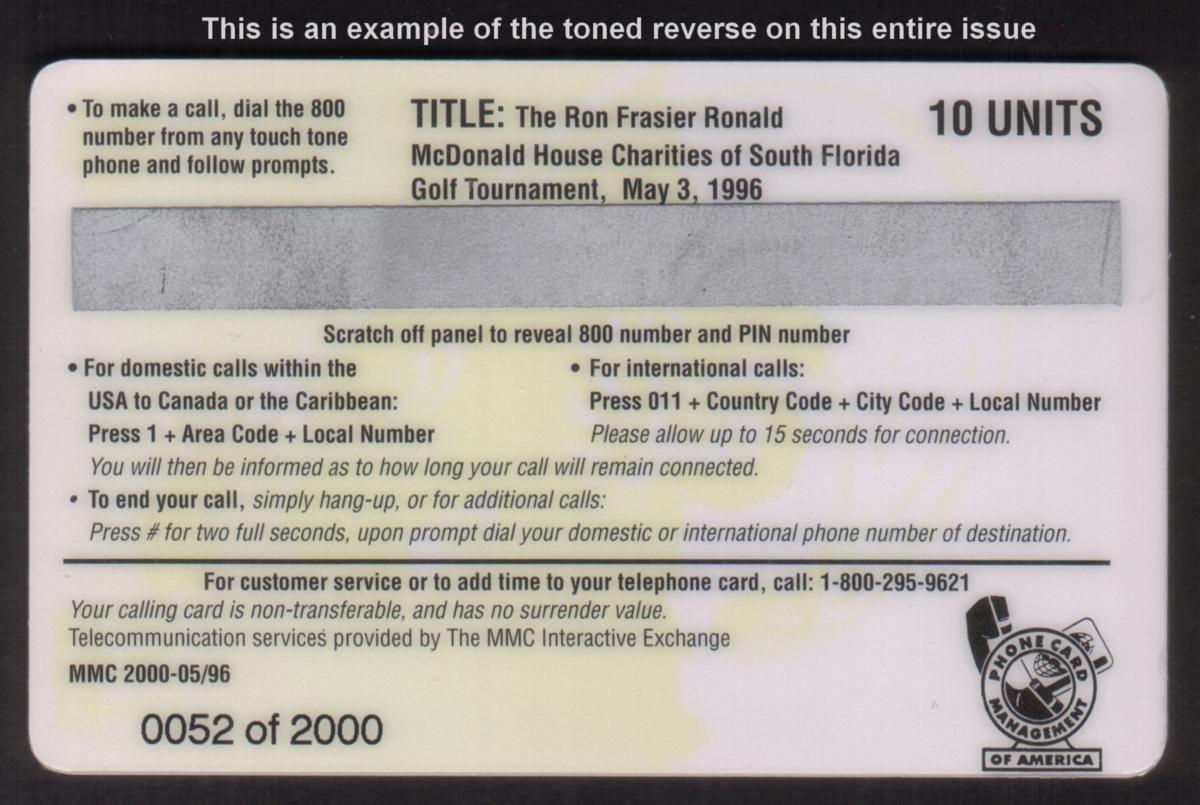 This is an example of the toned reverse on this entire issue
• To make a call, dial the 800
number from any touch tone
phone and follow prompts.
TITLE: The Ron Frasier Ronald
McDonald House Charities of South Florida
Golf Tournament, May 3, 1996
10 UNITS
Scratch off panel to reveal 800 number and PIN number
• For domestic calls within the
USA to Canada or the Caribbean:
Press 1 + Area Code + Local Number
• For international calls:
Press 011 + Country Code + City Code + Local Number
Please allow up to 15 seconds for connection.
You will then be informed as to how long your call will remain connected.
• To end your call, simply hang-up, or for additional calls:
Press # for two full seconds, upon prompt dial your domestic or international phone number of destination.
For customer service or to add time to your telephone card, call: 1-800-295-9621
Your calling card is non-transferable, and has no surrender value.
Telecommunication services provided by The MMC Interactive Exchange
MMC 2000-05/96
0052 of 2000
PHONE CARD
MANAGEMENT
OF AMERICA